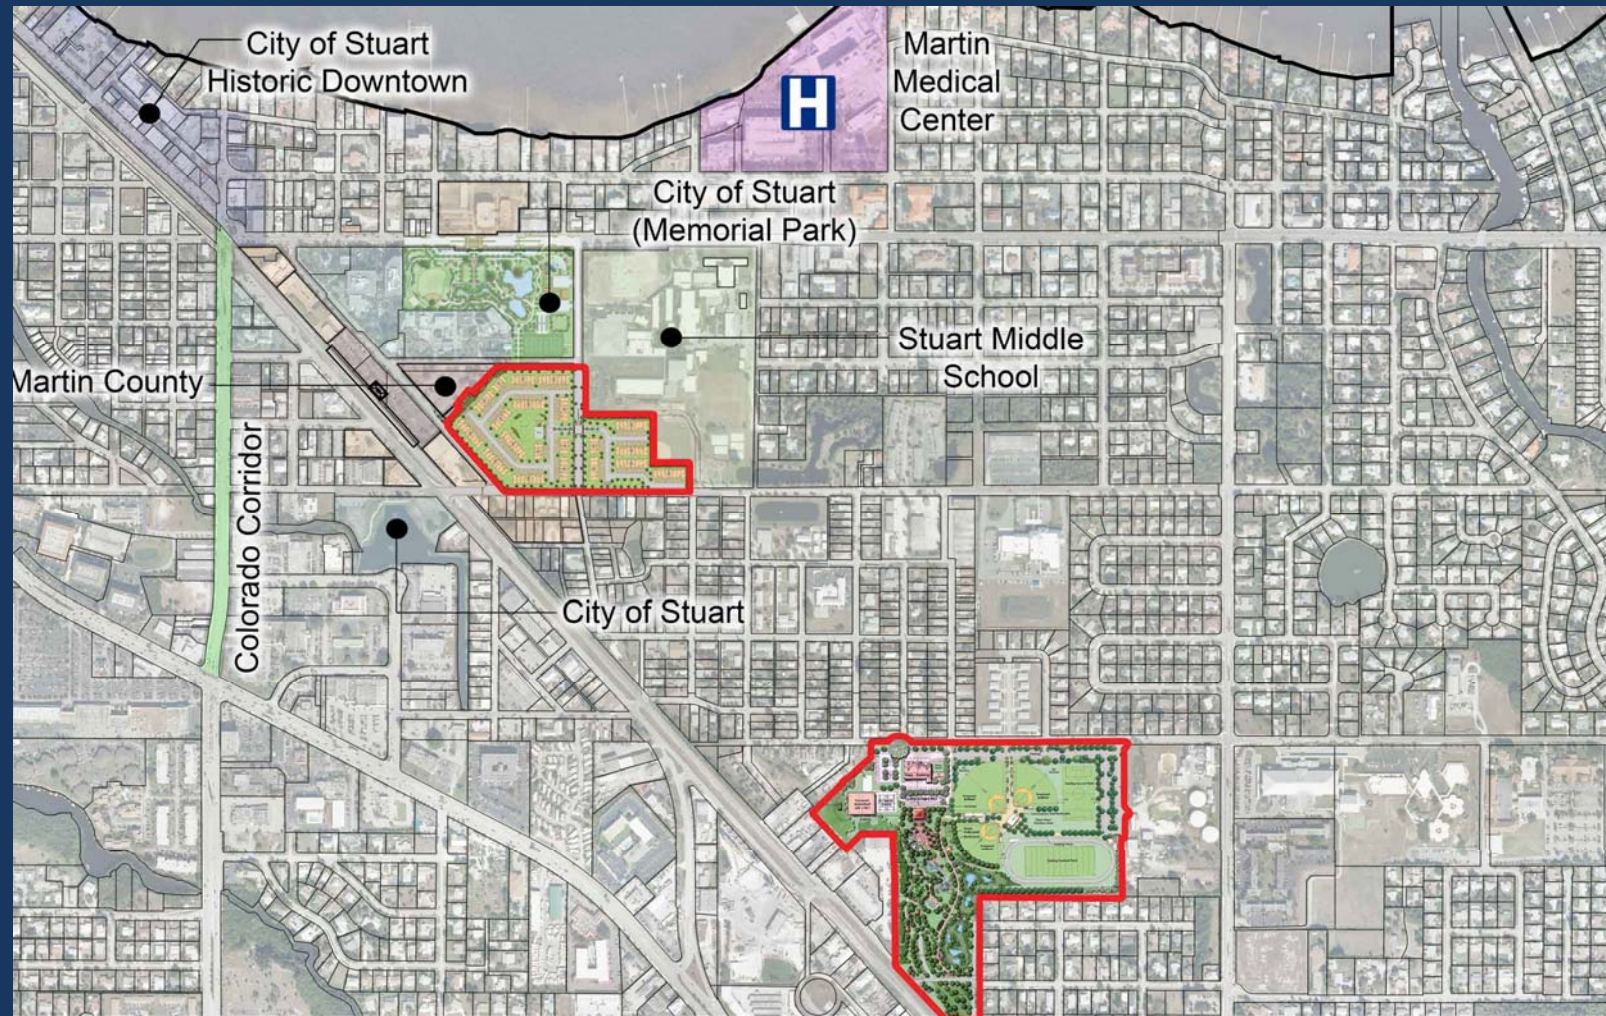 City of Stuart
Historic Downtown
H
Martin
Medical
Center
City of Stuart
(Memorial Park)
Stuart Middle
School
Martin County
Colorado Corridor
City of Stuart